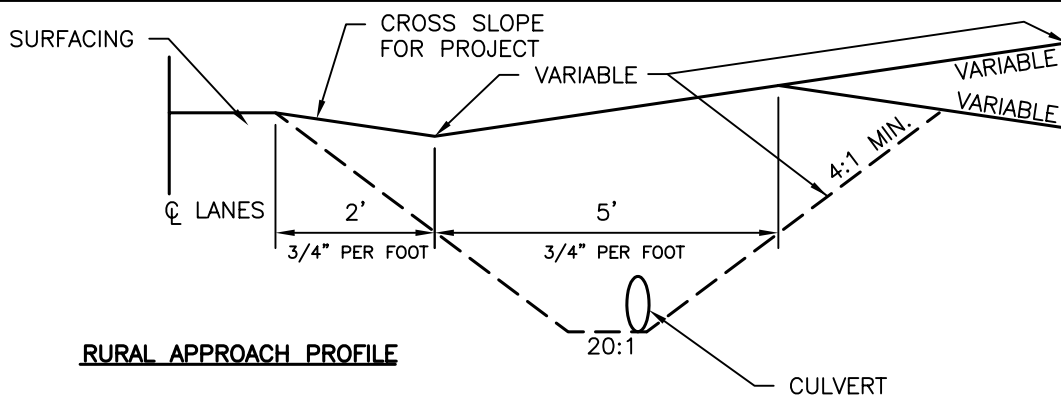 SURFACING
CROSS SLOPE
FOR PROJECT
VARIABLE
VARIABLE
VARIABLE
4:1 MIN.
℄ LANES
2'
5'
3/4" PER FOOT
3/4" PER FOOT
20:1
RURAL APPROACH PROFILE
CULVERT